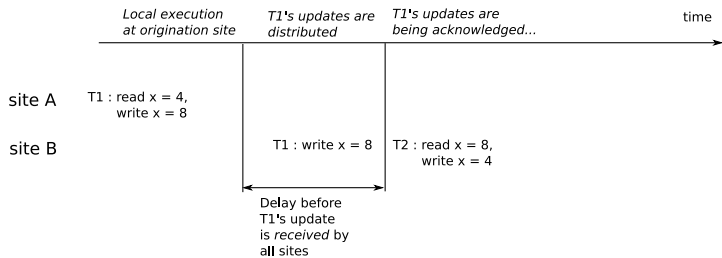 Local execution
at origination site
T1's updates are
distributed
T1's updates are
being acknowledged...
time
site A
T1 : read x = 4,
write x = 8
site B
T1 : write x = 8
T2 : read x = 8,
write x = 4
Delay before
T1's update
is received by
all sites